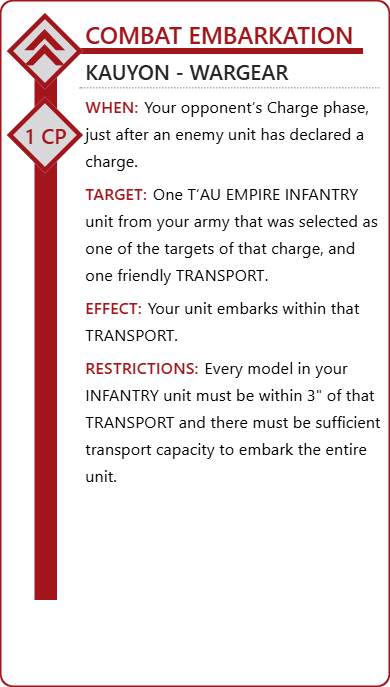 COMBAT EMBARKATION
KAUYON - WARGEAR
1 CP
WHEN: Your opponent’s Charge phase,
just after an enemy unit has declared a
charge.
TARGET: One T’AU EMPIRE INFANTRY
unit from your army that was selected as
one of the targets of that charge, and
one friendly TRANSPORT.
EFFECT: Your unit embarks within that
TRANSPORT.
RESTRICTIONS: Every model in your
INFANTRY unit must be within 3" of that
TRANSPORT and there must be sufficient
transport capacity to embark the entire
unit.